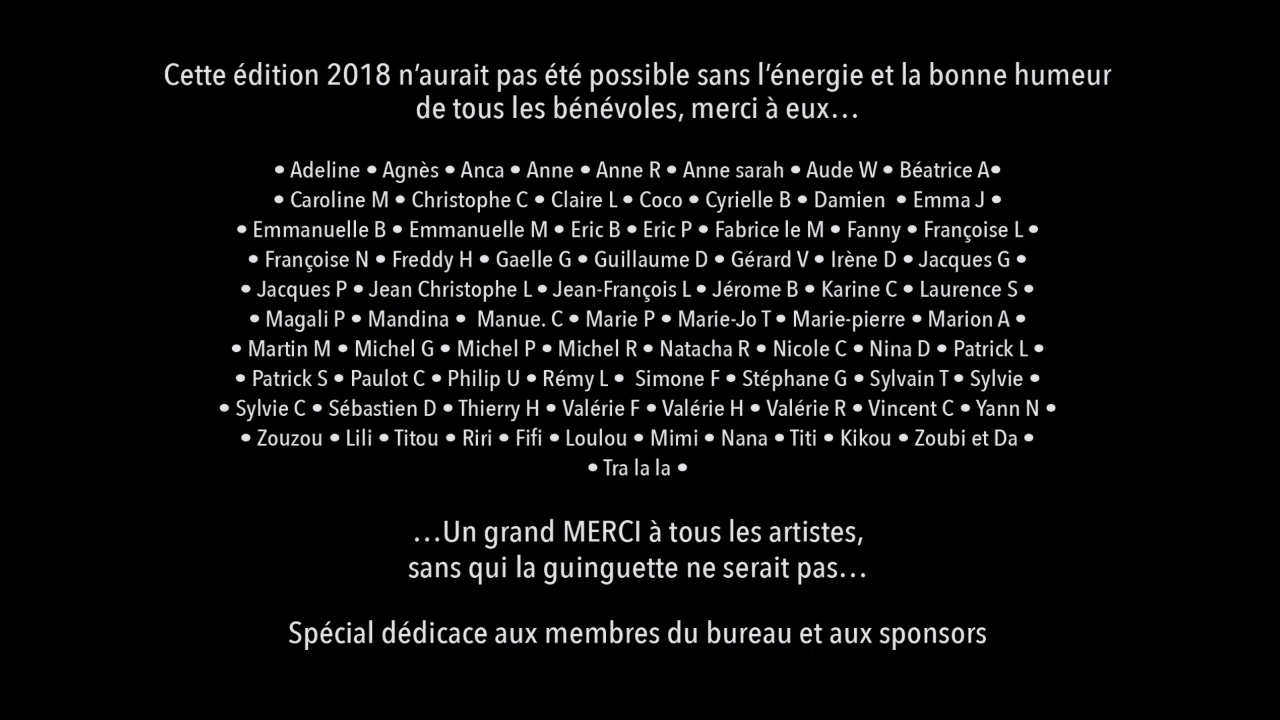 Cette édition 2018 n’aurait pas été possible sans l’énergie et la bonne humeur
de tous les bénévoles, merci à eux…
• Adeline • Agnès • Anca • Anne • Anne R • Anne sarah • Aude W • Béatrice A•
• Caroline M • Christophe C • Claire L • Coco • Cyrielle B • Damien • Emma J •
• Emmanuelle B • Emmanuelle M • Eric B • Eric P • Fabrice le M • Fanny • Françoise L •
• Françoise N • Freddy H • Gaelle G • Guillaume D • Gérard V • Irène D • Jacques G •
• Jacques P • Jean Christophe L • Jean-François L • Jérome B • Karine C • Laurence S •
• Magali P • Mandina • Manue. C • Marie P • Marie-Jo T • Marie-pierre • Marion A •
• Martin M • Michel G • Michel P • Michel R • Natacha R • Nicole C • Nina D • Patrick L •
• Patrick S • Paulot C • Philip U • Rémy L • Simone F • Stéphane G • Sylvain T • Sylvie •
• Sylvie C • Sébastien D • Thierry H • Valérie F • Valérie H • Valérie R • Vincent C • Yann N •
• Zouzou • Lili • Titou • Riri • Fifi • Loulou • Mimi • Nana • Titi • Kikou • Zoubi et Da •
• Tra la la •
…Un grand MERCI à tous les artistes,
sans qui la guinguette ne serait pas…
Spécial dédicace aux membres du bureau et aux sponsors